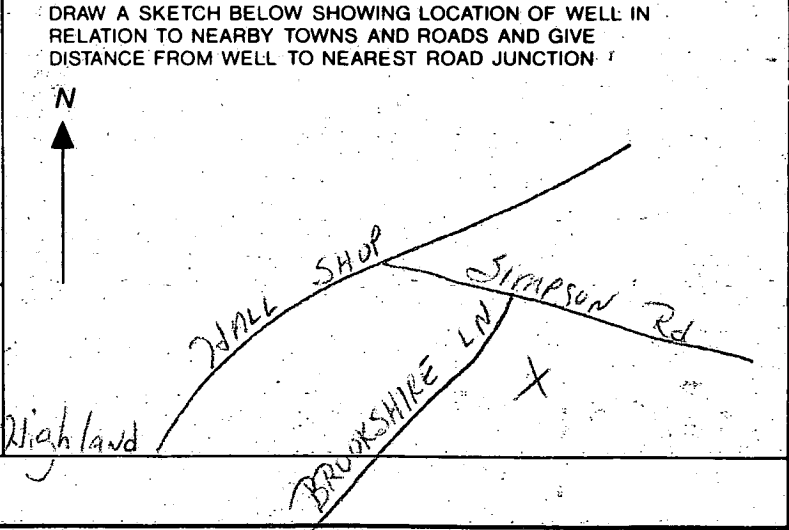 DRAW A SKETCH BELOW SHOWING LOCATION OF WELL IN
RELATION TO NEARBY TOWNS AND ROADS AND GIVE
DISTANCE FROM WELL TO NEAREST ROAD JUNCTION
N
HALL SHOP
SIMPSON Rd
BROOKSHIRE LN
X
Highland